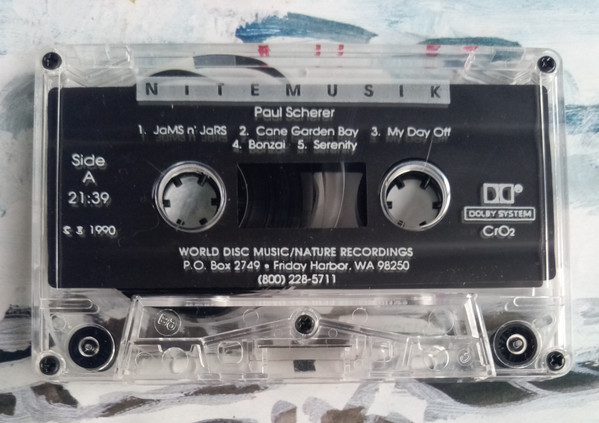 NITEMUSIK
Paul Scherer
1. JaMS n' JaRS 2. Cane Garden Bay 3. My Day Off
4. Bonzai 5. Serenity
Side
A
21:39
1990
DOLBY SYSTEM
CrO2
WORLD DISC MUSIC/NATURE RECORDINGS
P.O. Box 2749 • Friday Harbor, WA 98250
(800) 228-5711